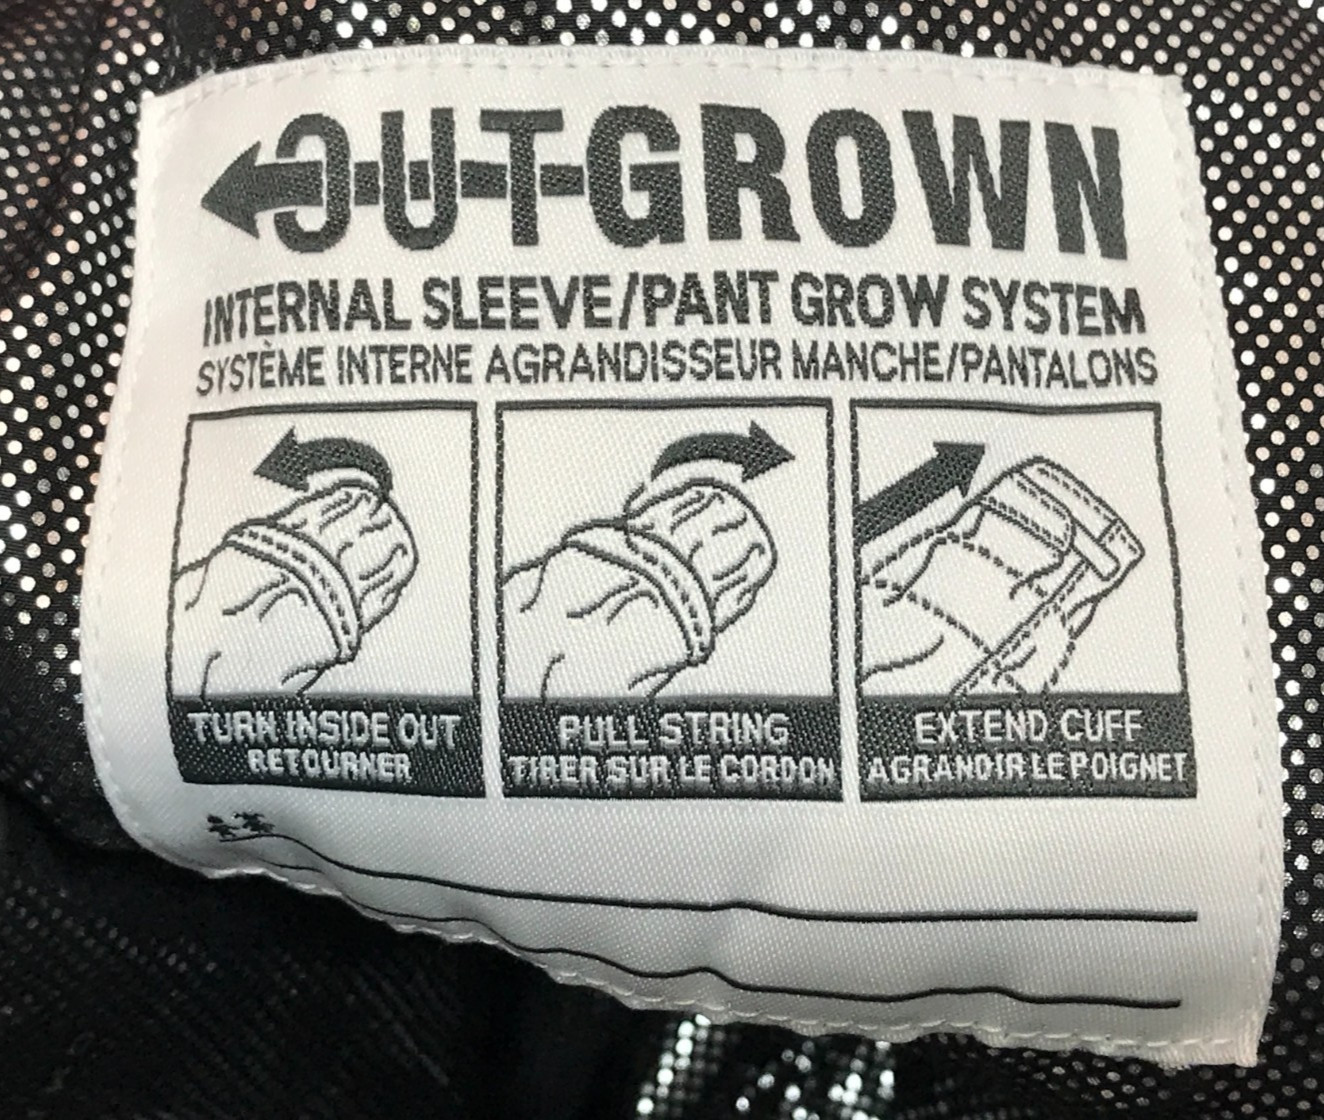 OUTGROWN
INTERNAL SLEEVE/PANT GROW SYSTEM
SYSTÈME INTERNE AGRANDISSEUR MANCHE/PANTALONS
TURN INSIDE OUT
RETOURNER
PULL STRING
TIRER SUR LE CORDON
EXTEND CUFF
AGRANDIR LE POIGNET